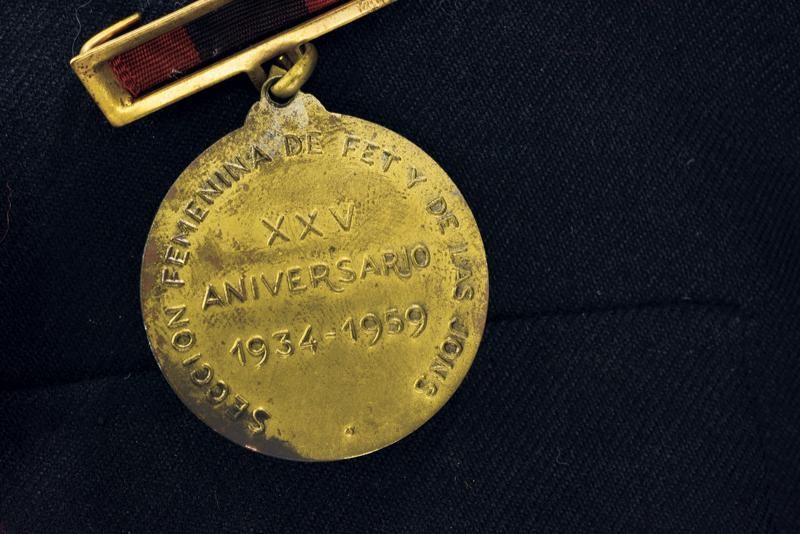 SECCION FEMENINA DE FET Y DE LAS JONS
XXV
ANIVERSARIO
1934-1959